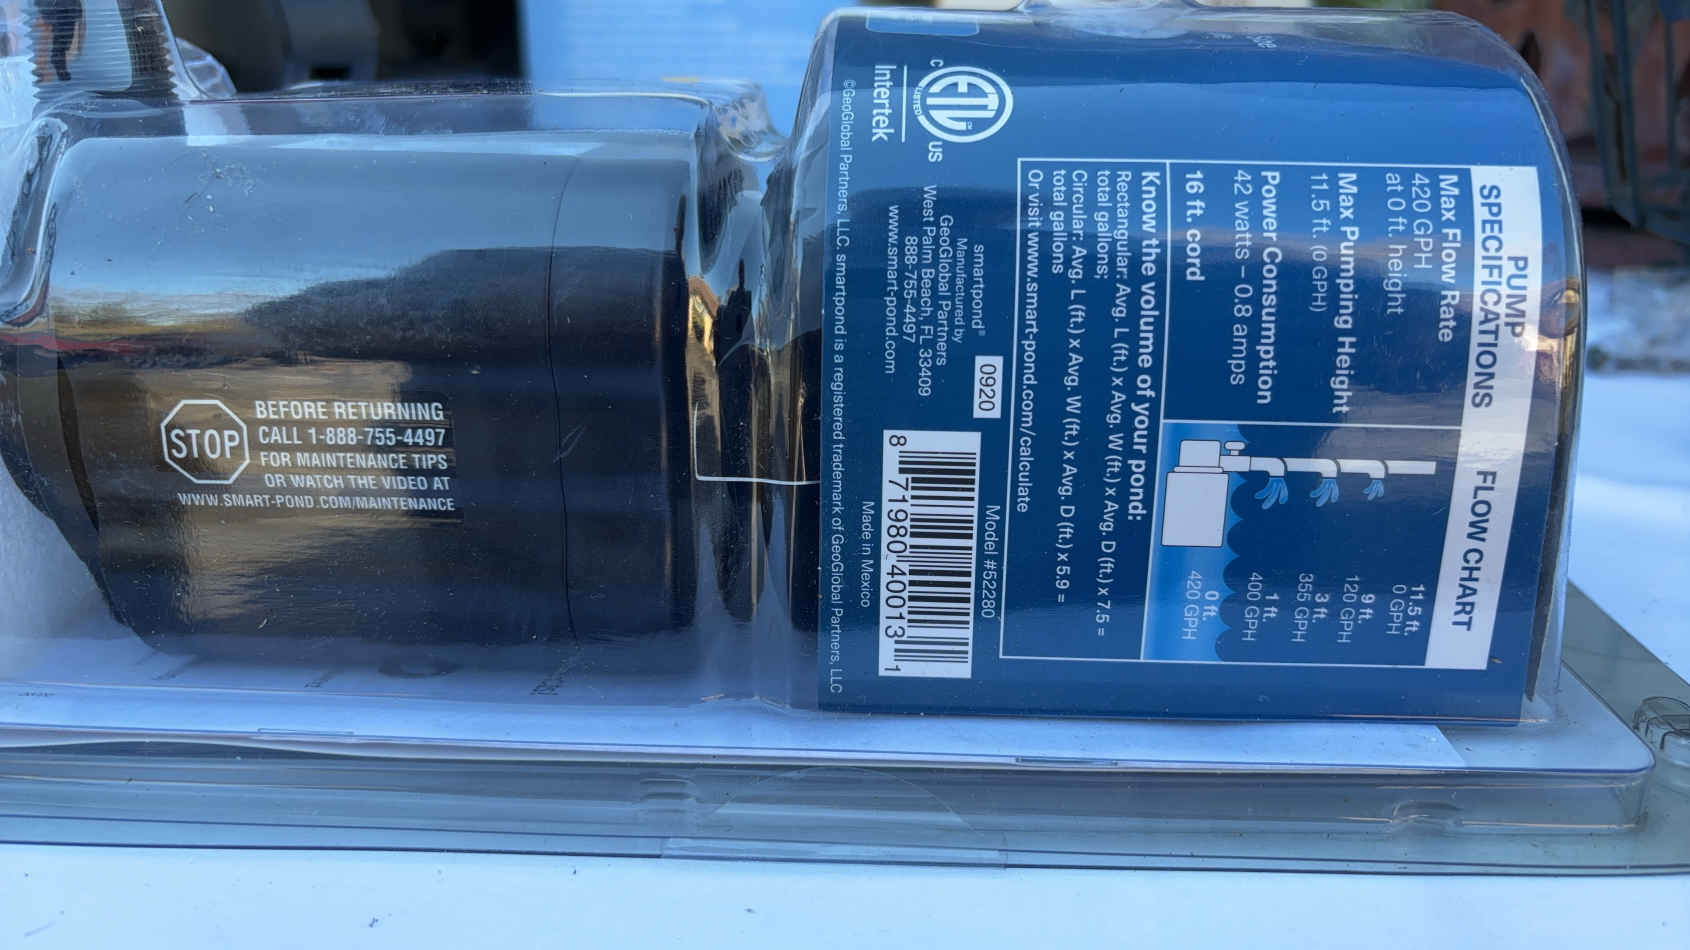 BEFORE RETURNING
STOP
CALL 1-888-755-4497
FOR MAINTENANCE TIPS
OR WATCH THE VIDEO AT
WWW.SMART-POND.COM/MAINTENANCE
PUMP
SPECIFICATIONS
Max Flow Rate
420 GPH
at 0 ft. height
Max Pumping Height
11.5 ft. (0 GPH)
Power Consumption
42 watts – 0.8 amps
16 ft. cord
FLOW CHART
11.5 ft.
0 GPH
9 ft.
120 GPH
3 ft.
355 GPH
1 ft.
400 GPH
0 ft.
420 GPH
Know the volume of your pond:
Rectangular: Avg. L (ft.) x Avg. W (ft.) x Avg. D (ft.) x 7.5 =
total gallons;
Circular: Avg. L (ft.) x Avg. W (ft.) x Avg. D (ft.) x 5.9 =
total gallons
Or visit www.smart-pond.com/calculate
C ETL CM US
LISTED
Intertek
smartpond®
Manufactured by
GeoGlobal Partners
West Palm Beach, FL 33409
888-755-4497
www.smart-pond.com
0920
Model #52280
8 71980 40013 1
Made in Mexico
©GeoGlobal Partners, LLC. smartpond is a registered trademark of GeoGlobal Partners, LLC